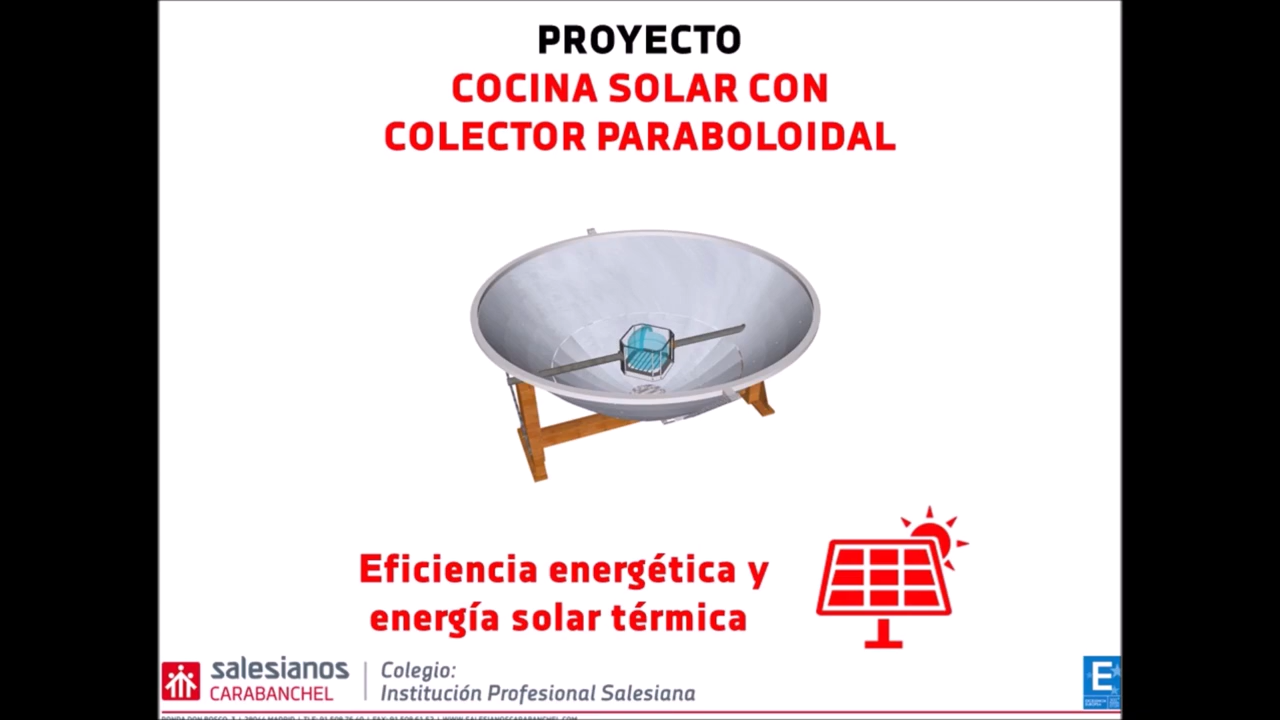 PROYECTO
COCINA SOLAR CON
COLECTOR PARABOLOIDAL
Eficiencia energética y
energía solar térmica
salesianos
CARABANCHEL
Colegio:
Institución Profesional Salesiana
E